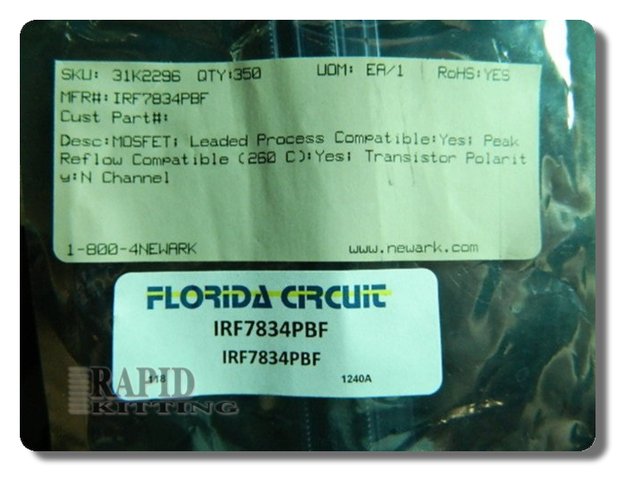 SKU: 31K2296 QTY:350 UOM: EA/1 RoHS:YES
MFR#: IRF7834PBF
Cust Part#:
Desc:MOSFET; Leaded Process Compatible:Yes; Peak
Reflow Compatible (260 C):Yes; Transistor Polarit
y:N Channel
1-800-4NEWARK www.newark.com
FLORIDA CIRCUIT
IRF7834PBF
IRF7834PBF
118 1240A
RAPID
KITTING